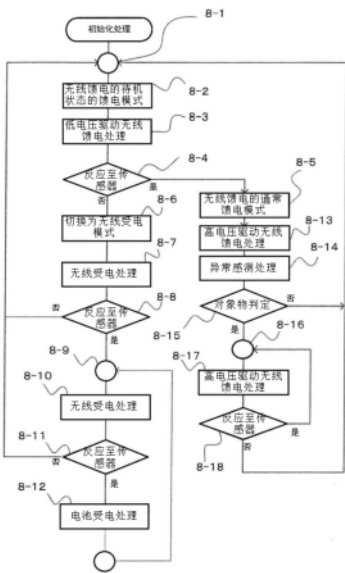 初始化处理
8-1
无线馈电的待机
状态的馈电模式
8-2
低电压驱动无线
馈电处理
8-3
反应至传
感器
8-4
是
否
8-5
无线馈电的通常
馈电模式
8-6
切换为无线受电
模式
8-13
高电压驱动无线
馈电处理
8-7
无线受电处理
8-14
异常感测处理
反应至传
感器
8-8
否
是
对象物判定
8-15
否
是
8-9
8-16
8-10
无线受电处理
8-17
高电压驱动无线
馈电处理
8-11
反应至传
感器
否
是
反应至传
感器
8-18
是
否
8-12
电池受电处理